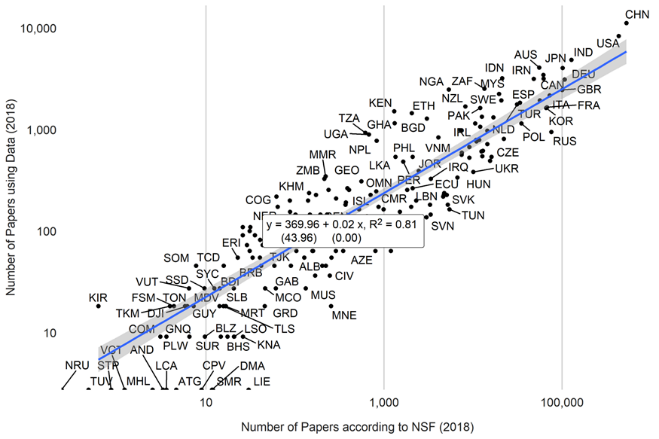 CHN
10,000
USA
AUS
JPN
IND
IDN
IRN
DEU
NGA
ZAF
MYS
CAN
GBR
KEN
ETH
NZL
SWE
ESP
ITA
FRA
TZA
GHA
BGD
PAK
TUR
KOR
1,000
UGA
IRL
NLD
POL
RUS
NPL
VNM
MMR
PHL
CZE
LKA
JOR
UKR
ZMB
GEO
PER
IRQ
KHM
OMN
ECU
HUN
COG
ISL
CMR
LBN
SVK
TUN
100
y = 369.96 + 0.02 x, R² = 0.81
(43.96) (0.00)
SVN
ERI
SOM
TCD
TJK
AZE
SYC
BRB
ALB
CIV
VUT
SSD
BDI
GAB
KIR
FSM
TON
MDV
SLB
MCO
MUS
TKM
DJI
GUY
MRT
GRD
MNE
10
COM
GNQ
BLZ
LSO
TLS
PLW
SUR
BHS
KNA
VCT
AND
NRU
STP
LCA
CPV
DMA
TUV
MHL
ATG
SMR
LIE
10
1,000
100,000
Number of Papers according to NSF (2018)
Number of Papers using Data (2018)